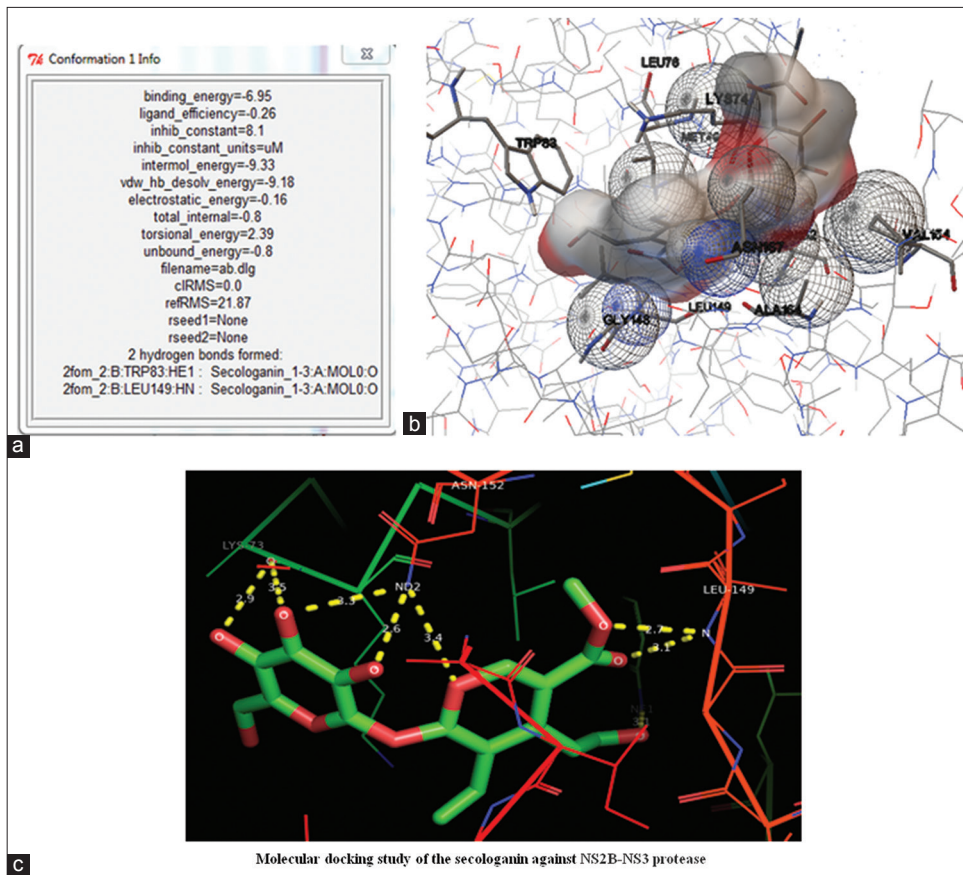 Conformation 1 Info
x
binding_energy=-6.95
ligand_efficiency=-0.26
inhib_constant=8.1
inhib_constant_units=uM
intermol_energy=-9.33
vdw_hb_desolv_energy=-9.18
electrostatic_energy=-0.16
total_internal=-0.8
torsional_energy=2.39
unbound_energy=-0.8
filename=ab.dlg
clRMS=0.0
refRMS=21.87
rseed1=None
rseed2=None
2 hydrogen bonds formed:
2fom_2:B:TRP83:HE1 : Secologanin_1-3:A:MOL0:O
2fom_2:B:LEU149:HN : Secologanin_1-3:A:MOL0:O
a
LEU76
LYS74
TRP83
VAL154
GLY148
LEU149
ALA164
b
ASN-152
LYS-73
ND2
2.9
3.5
3.3
2.6
3.4
O
O
O
LEU-149
O
2.7
N
3.1
O
c
Molecular docking study of the secologanin against NS2B-NS3 protease